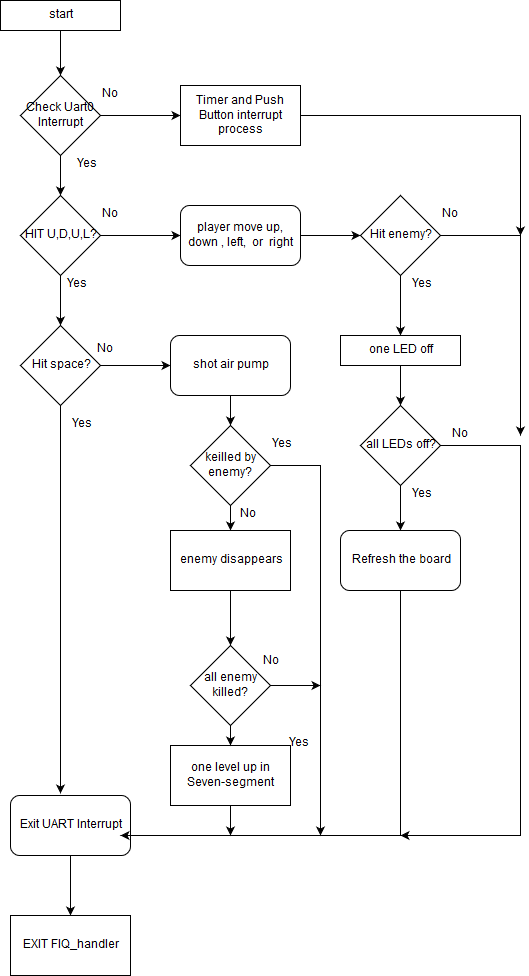 start
No
Check Uart0
Interrupt
Timer and Push
Button interrupt
process
Yes
No
HIT U,D,U,L?
player move up,
down , left, or right
Hit enemy?
No
Yes
Yes
Hit space?
No
shot air pump
one LED off
Yes
keilled by
enemy?
Yes
all LEDs off?
No
No
Yes
enemy disappears
Refresh the board
all enemy
killed?
No
Yes
one level up in
Seven-segment
Exit UART Interrupt
EXIT FIQ_handler